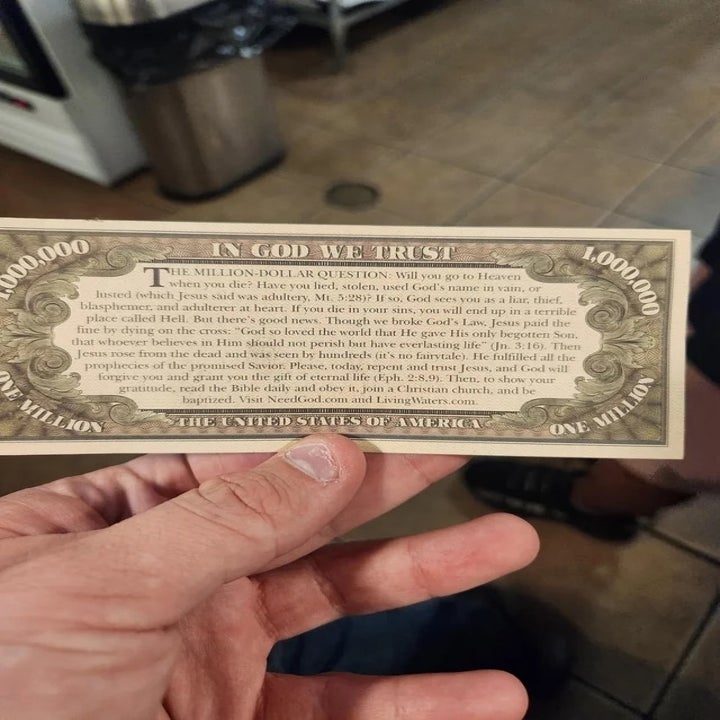 IN GOD WE TRUST
1,000,000
1,000,000
THE MILLION-DOLLAR QUESTION: Will you go to Heaven
when you die? Have you lied, stolen, used God's name in vain, or
lusted (which Jesus said was adultery, Mt. 5:28)? If so, God sees you as a liar, thief,
blasphemer, and adulterer at heart. If you die in your sins, you will end up in a terrible
place called Hell. But there's good news. Though we broke God's Law, Jesus paid the
fine by dying on the cross: "God so loved the world that He gave His only begotten Son,
that whoever believes in Him should not perish but have everlasting life" (Jn. 3:16). Then
Jesus rose from the dead and was seen by hundreds (it's no fairytale). He fulfilled all the
prophecies of the promised Savior. Please, today, repent and trust Jesus, and God will
forgive you and grant you the gift of eternal life (Eph. 2:8,9). Then, to show your
gratitude, read the Bible daily and obey it, join a Christian church, and be
baptized. Visit NeedGod.com and LivingWaters.com.
ONE MILLION
THE UNITED STATES OF AMERICA
ONE MILLION